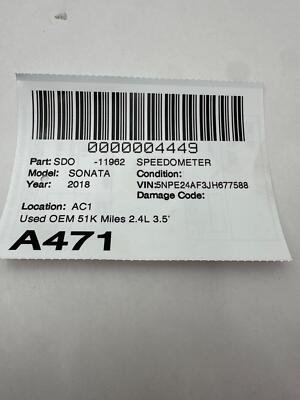 0000004449
Part: SDO -11962 SPEEDOMETER
Model: SONATA Condition:
Year: 2018 VIN:5NPE24AF3JH677588
Damage Code:
Location: AC1
Used OEM 51K Miles 2.4L 3.5'
A471